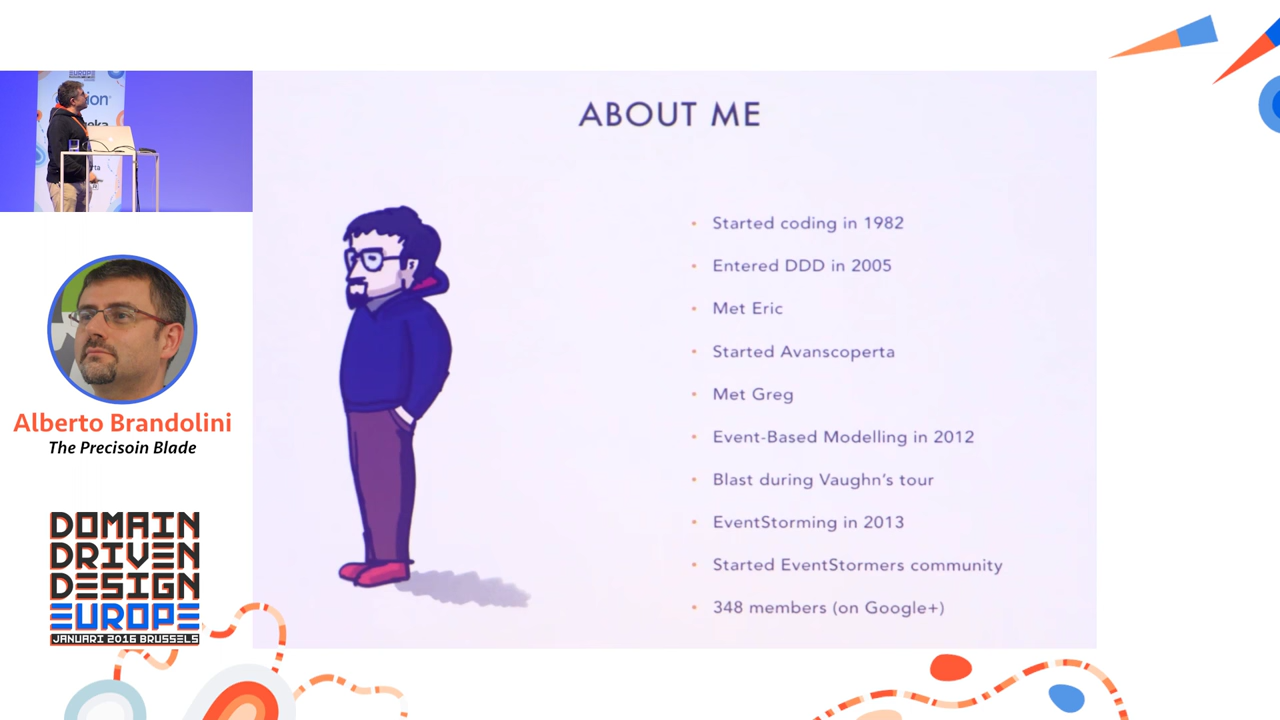 ABOUT ME
Started coding in 1982
Entered DDD in 2005
Met Eric
Started Avanscoperta
Met Greg
Event-Based Modelling in 2012
Blast during Vaughn's tour
EventStorming in 2013
Started EventStormers community
348 members (on Google+)
EUROPE
Alberto Brandolini
The Precisoin Blade
DOMAIN
DRIVEN
DESIGN
EUROPE
JANUARI 2016 BRUSSELS